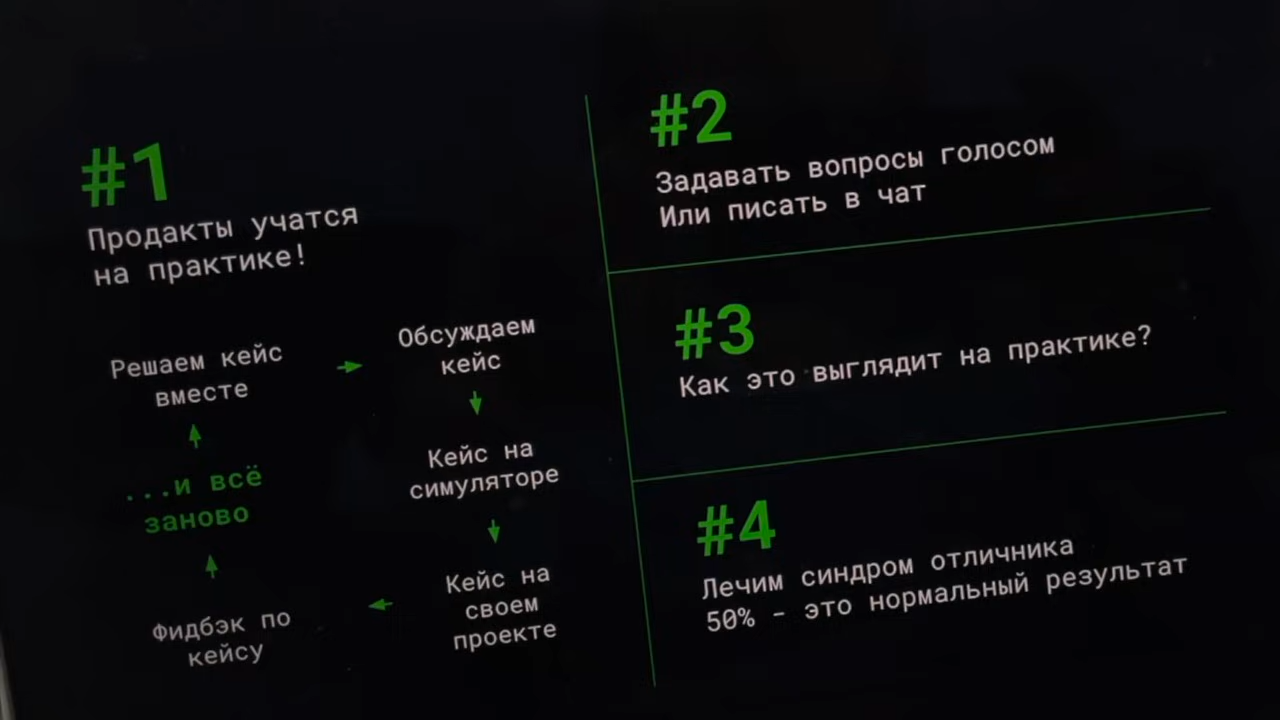 #1
Продакты учатся
на практике!
Решаем кейс
вместе
Обсуждаем
кейс
Кейс на
симуляторе
Кейс на
своем
проекте
Фидбэк по
кейсу
...и всё
заново
#2
Задавать вопросы голосом
Или писать в чат
#3
Как это выглядит на практике?
#4
Лечим синдром отличника
50% - это нормальный результат